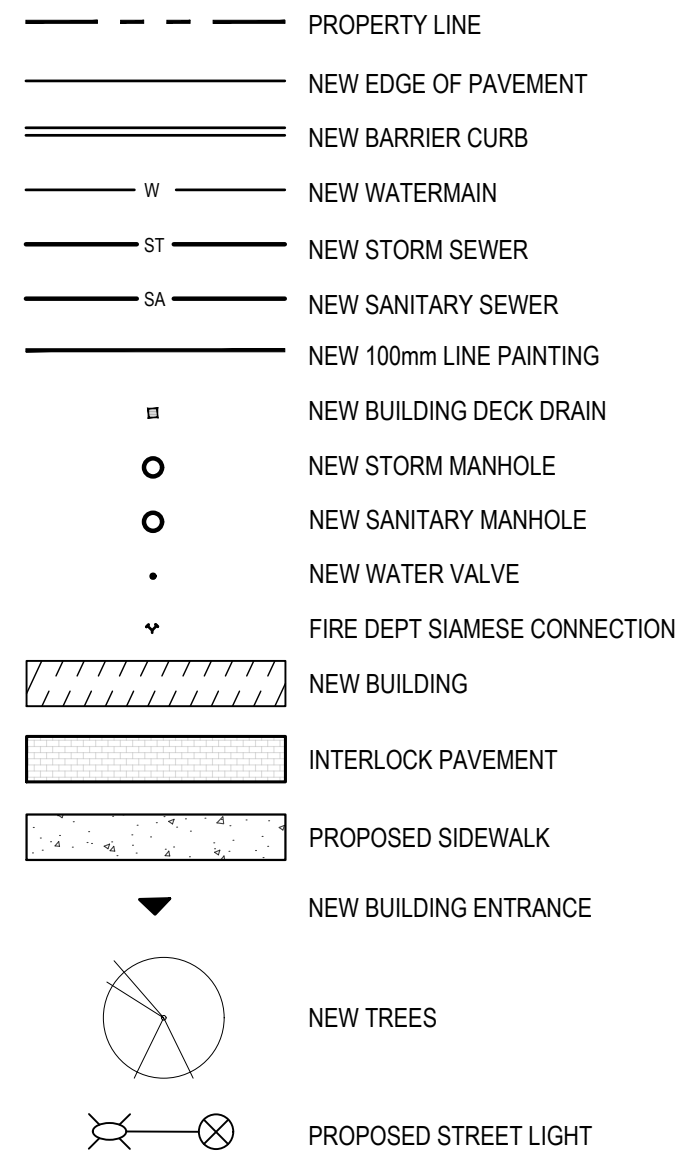 PROPERTY LINE
NEW EDGE OF PAVEMENT
NEW BARRIER CURB
W NEW WATERMAIN
ST NEW STORM SEWER
SA NEW SANITARY SEWER
NEW 100mm LINE PAINTING
NEW BUILDING DECK DRAIN
NEW STORM MANHOLE
NEW SANITARY MANHOLE
NEW WATER VALVE
FIRE DEPT SIAMESE CONNECTION
NEW BUILDING
INTERLOCK PAVEMENT
PROPOSED SIDEWALK
NEW BUILDING ENTRANCE
NEW TREES
PROPOSED STREET LIGHT